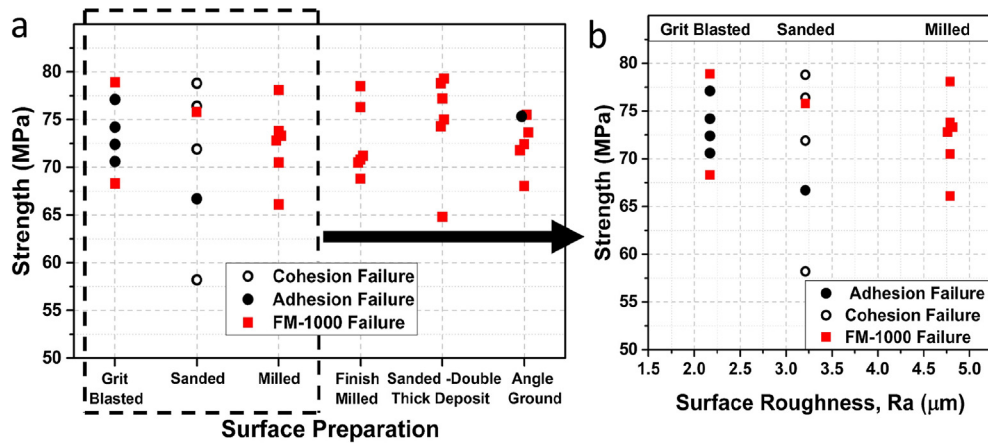 a
Strength (MPa)
80
75
70
65
60
55
50
Cohesion Failure
Adhesion Failure
FM-1000 Failure
Grit
Blasted
Sanded
Milled
Finish
Milled
Sanded -Double
Thick Deposit
Angle
Ground
Surface Preparation
b
Grit Blasted Sanded Milled
Strength (MPa)
80
75
70
65
60
55
50
Adhesion Failure
Cohesion Failure
FM-1000 Failure
1.5 2.0 2.5 3.0 3.5 4.0 4.5 5.0
Surface Roughness, Ra (μm)